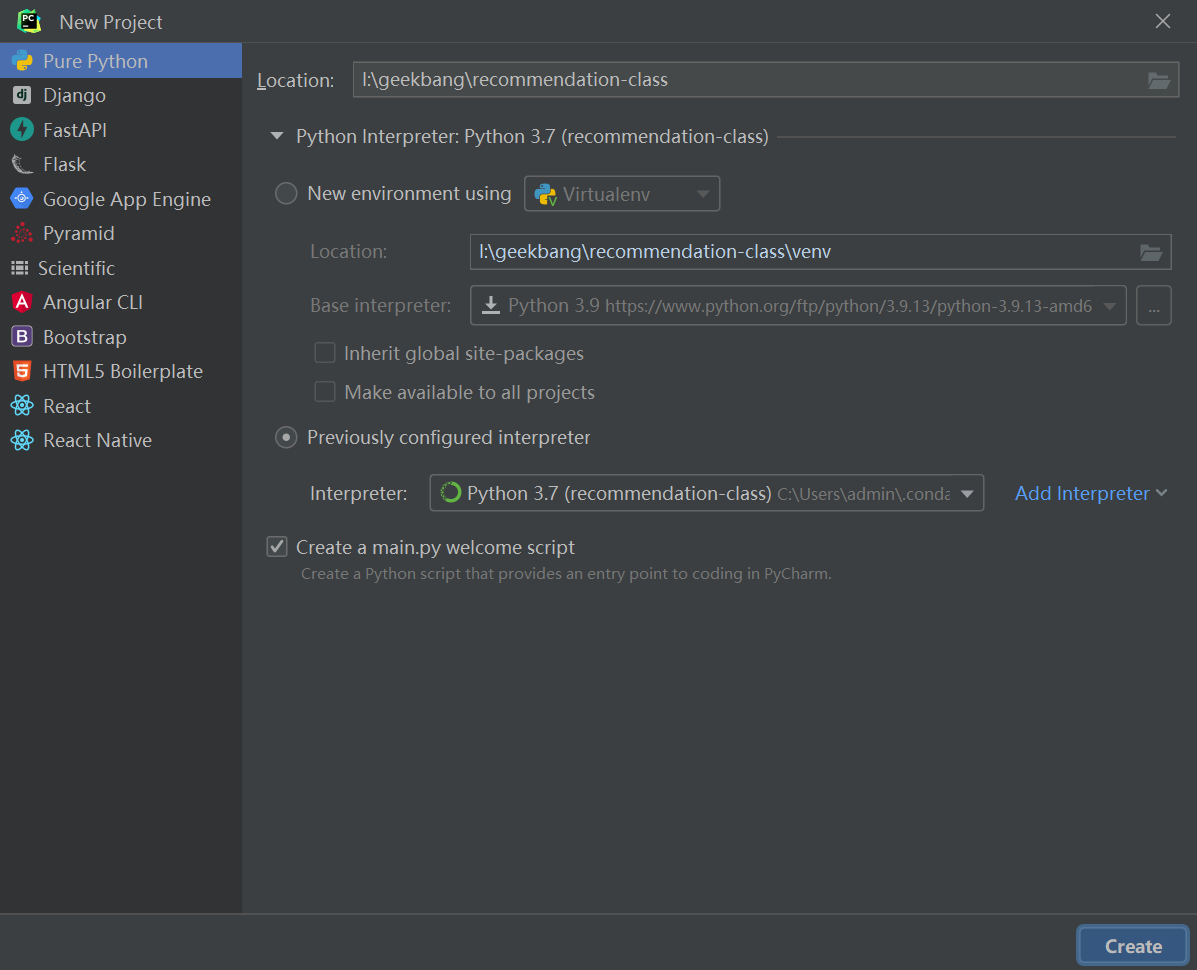 New Project
Pure Python
Django
FastAPI
Flask
Google App Engine
Pyramid
Scientific
Angular CLI
Bootstrap
HTML5 Boilerplate
React
React Native
Location: I:\geekbang\recommendation-class
Python Interpreter: Python 3.7 (recommendation-class)
New environment using Virtualenv
Location: I:\geekbang\recommendation-class\venv
Base interpreter: Python 3.9 https://www.python.org/ftp/python/3.9.13/python-3.9.13-amd6 ...
Inherit global site-packages
Make available to all projects
Previously configured interpreter
Interpreter: Python 3.7 (recommendation-class) C:\Users\admin\.conda Add Interpreter
Create a main.py welcome script
Create a Python script that provides an entry point to coding in PyCharm.
Create